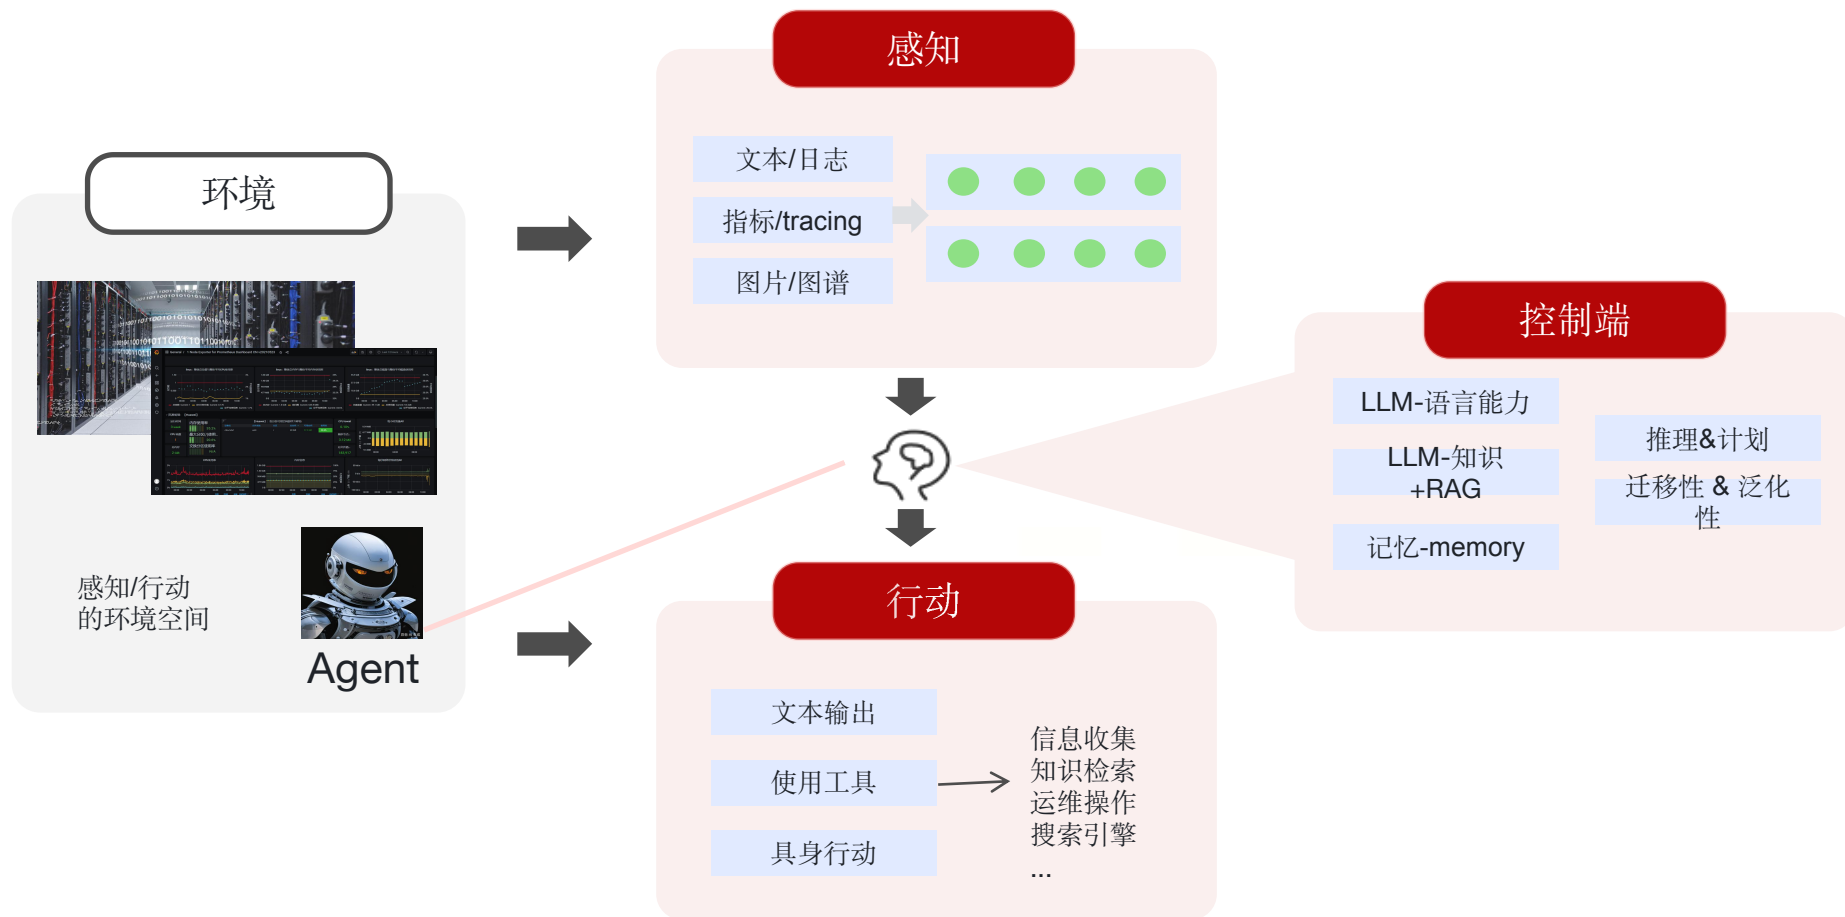 感知
文本/日志
指标/tracing
图片/图谱
环境
感知/行动
的环境空间
Agent
控制端
LLM-语言能力
LLM-知识
+RAG
记忆-memory
推理&计划
迁移性 & 泛化
性
行动
文本输出
使用工具
具身行动
信息收集
知识检索
运维操作
搜索引擎
...